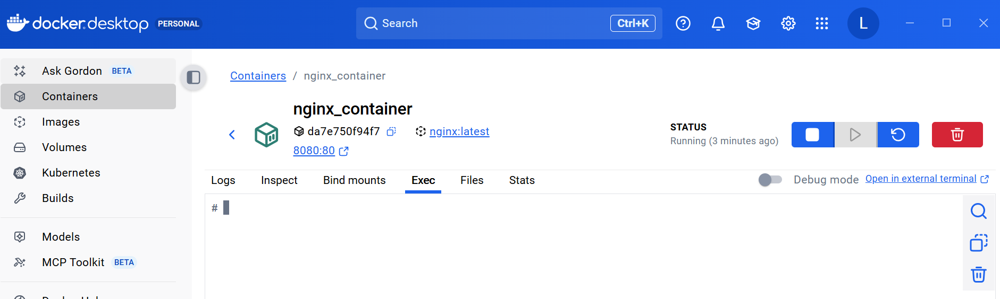 docker.desktop PERSONAL
Search Ctrl+K
L
Ask Gordon BETA
Containers
Images
Volumes
Kubernetes
Builds
Models
MCP Toolkit BETA
Containers / nginx_container
nginx_container
da7e750f94f7 nginx:latest
8080:80
STATUS
Running (3 minutes ago)
Logs Inspect Bind mounts Exec Files Stats
Debug mode Open in external terminal
#